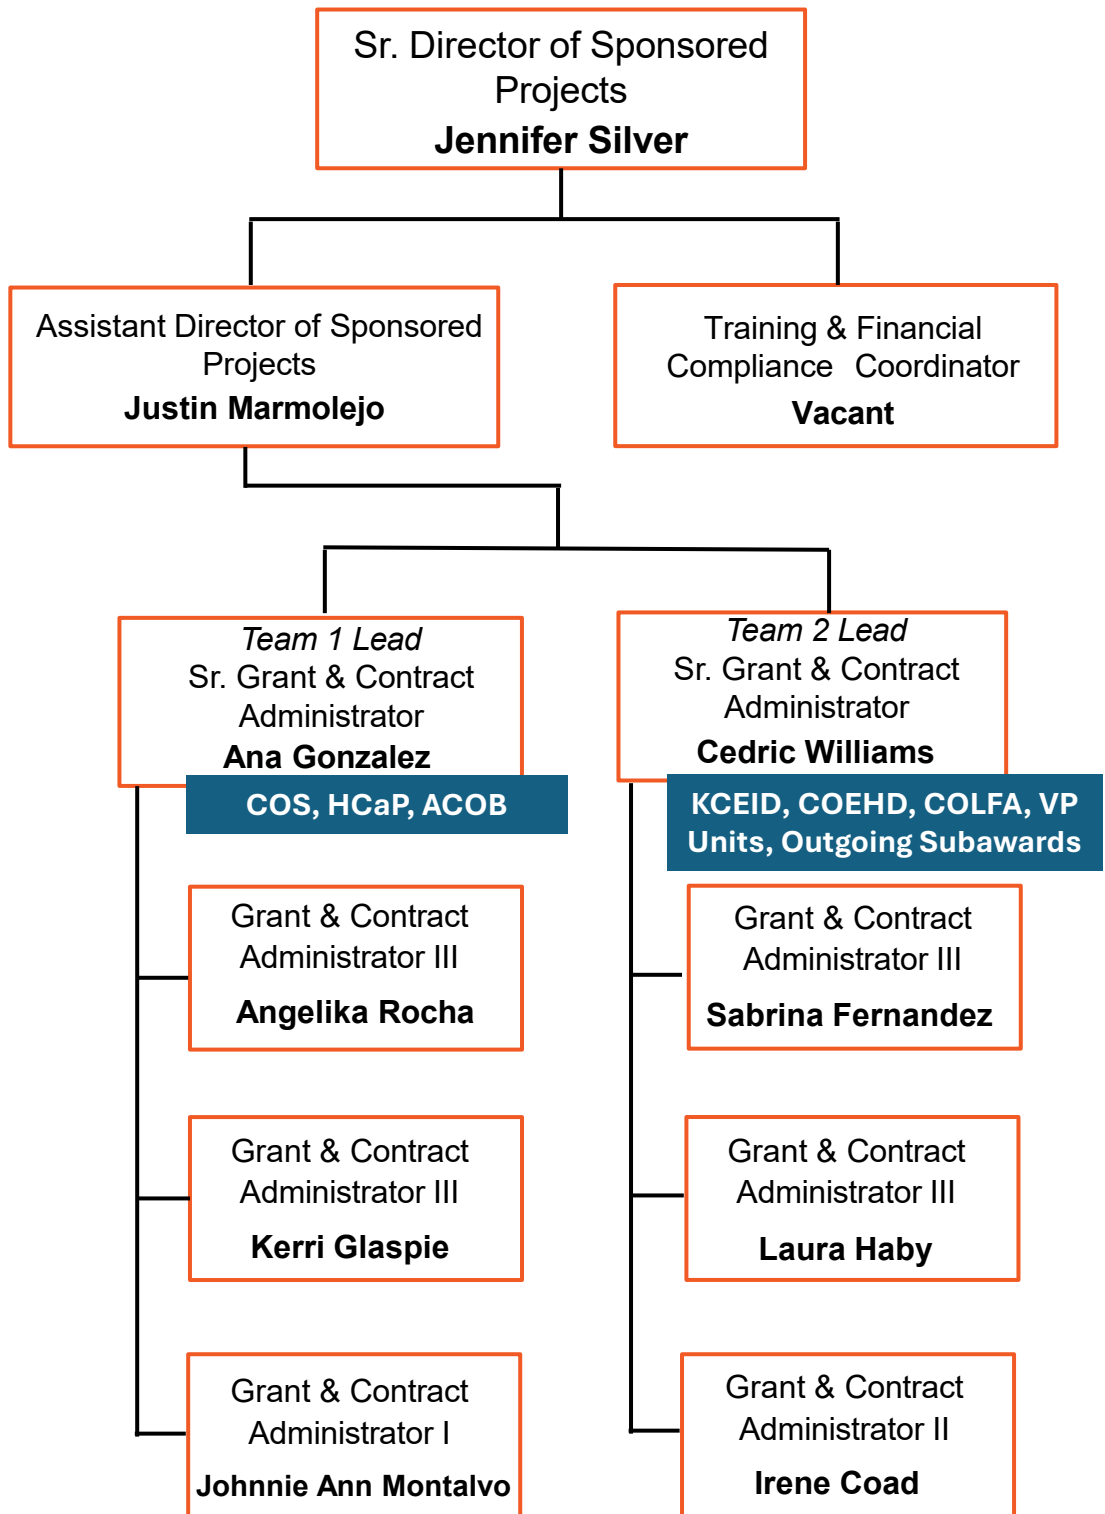 Sr. Director of Sponsored
Projects
Jennifer Silver
Assistant Director of Sponsored
Projects
Justin Marmolejo
Training & Financial
Compliance Coordinator
Vacant
Team 1 Lead
Sr. Grant & Contract
Administrator
Ana Gonzalez
COS, HCaP, ACOB
Team 2 Lead
Sr. Grant & Contract
Administrator
Cedric Williams
KCEID, COEHD, COLFA, VP
Units, Outgoing Subawards
Grant & Contract
Administrator III
Angelika Rocha
Grant & Contract
Administrator III
Sabrina Fernandez
Grant & Contract
Administrator III
Kerri Glaspie
Grant & Contract
Administrator III
Laura Haby
Grant & Contract
Administrator I
Johnnie Ann Montalvo
Grant & Contract
Administrator II
Irene Coad